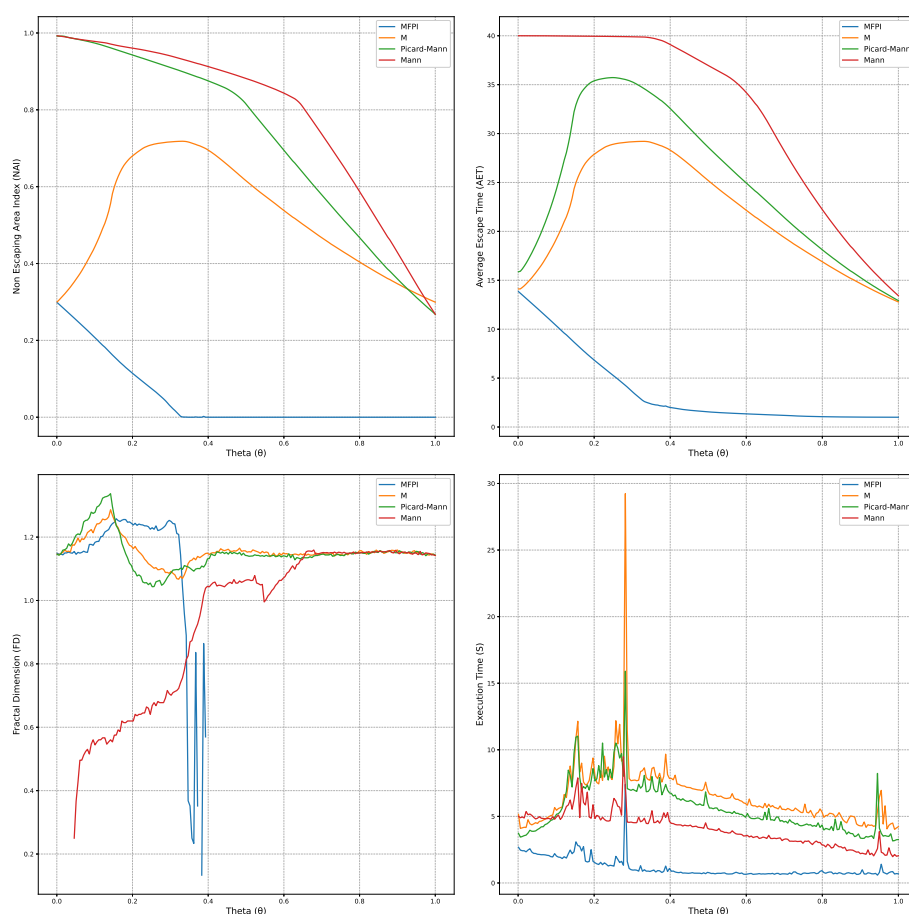 MFPI
M
Picard-Mann
Mann
Non Escaping Area Index (NAI)
1.0
0.8
0.6
0.4
0.2
0.0
0.0 0.2 0.4 0.6 0.8 1.0
Theta (θ)
MFPI
M
Picard-Mann
Mann
Average Escape Time (AET)
40
35
30
25
20
15
10
5
0
0.0 0.2 0.4 0.6 0.8 1.0
Theta (θ)
MFPI
M
Picard-Mann
Mann
Fractal Dimension (FD)
1.2
1.0
0.8
0.6
0.4
0.2
0.0 0.2 0.4 0.6 0.8 1.0
Theta (θ)
MFPI
M
Picard-Mann
Mann
Execution Time (S)
30
25
20
15
10
5
0
0.0 0.2 0.4 0.6 0.8 1.0
Theta (θ)